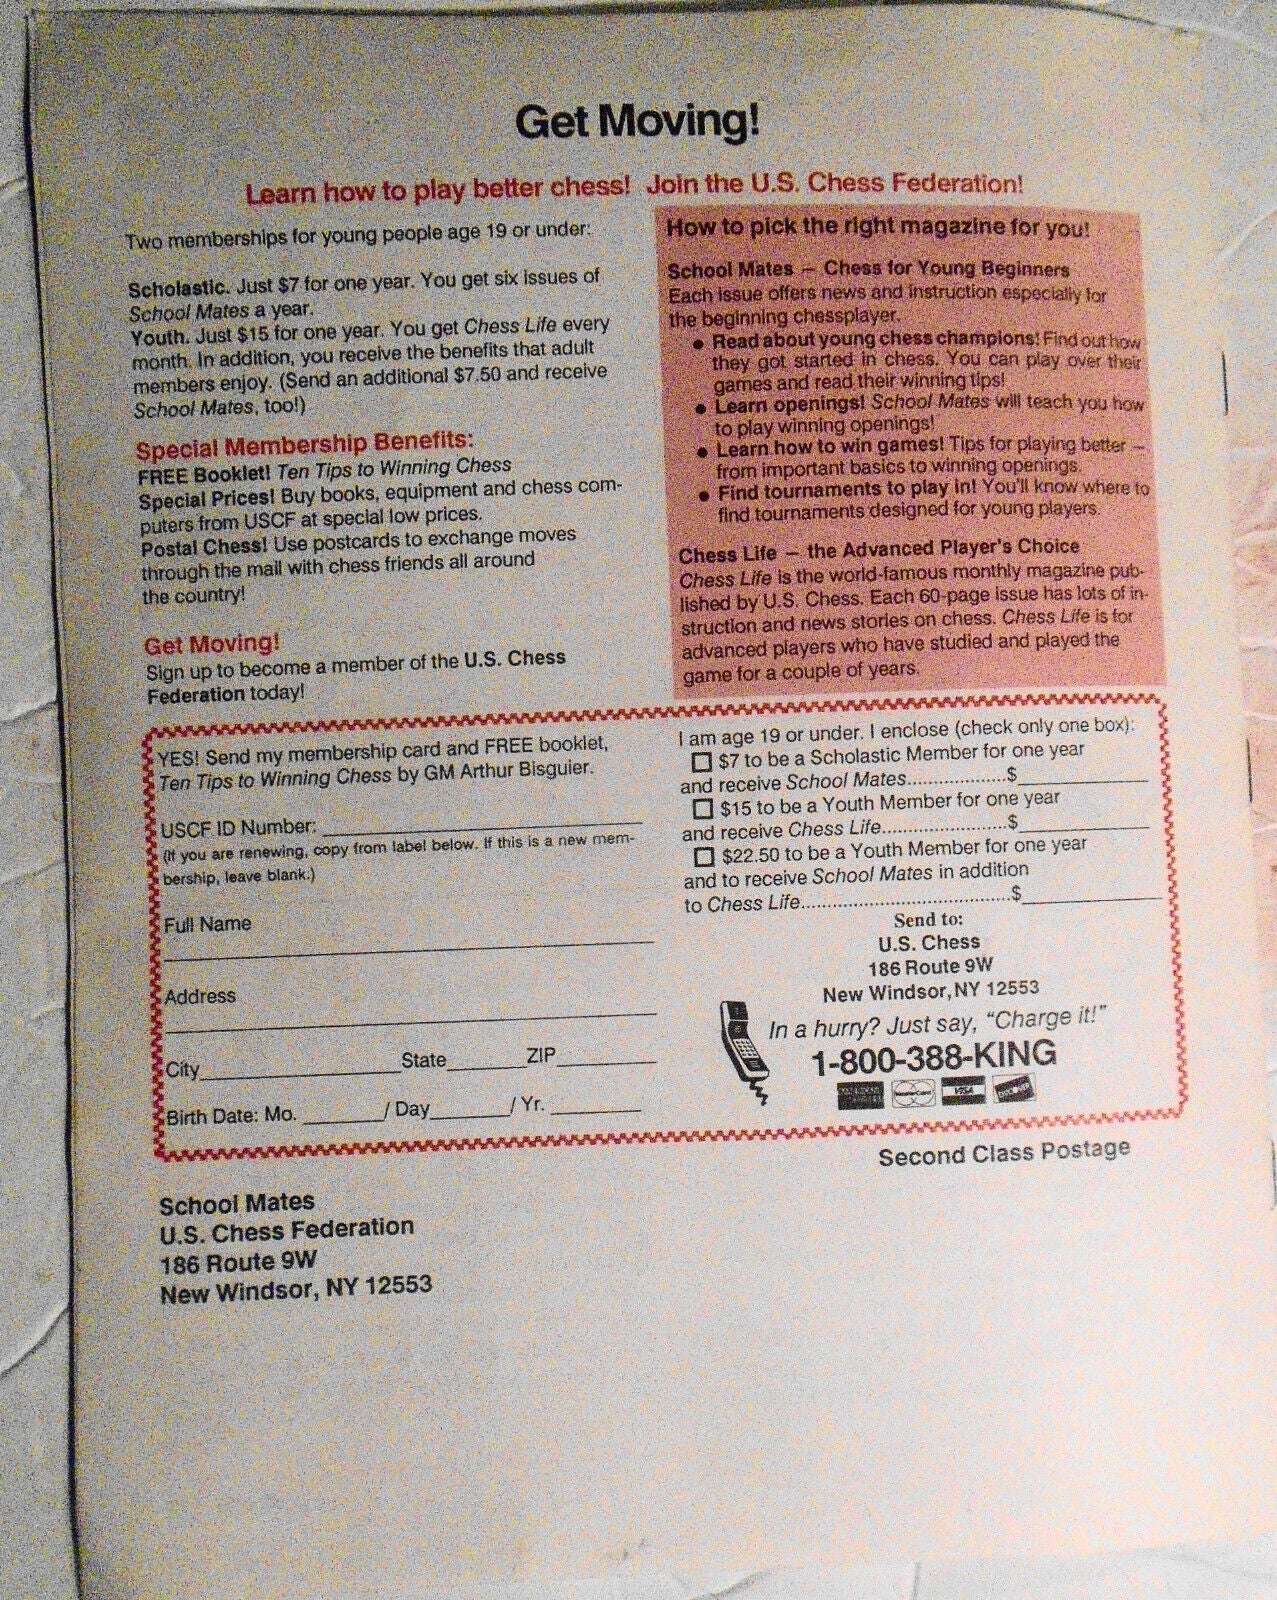 Get Moving!
Learn how to play better chess! Join the U.S. Chess Federation!
Two memberships for young people age 19 or under:
Scholastic. Just $7 for one year. You get six issues of
School Mates a year.
Youth. Just $15 for one year. You get Chess Life every
month. In addition, you receive the benefits that adult
members enjoy. (Send an additional $7.50 and receive
School Mates, too!)
Special Membership Benefits:
FREE Booklet! Ten Tips to Winning Chess
Special Prices! Buy books, equipment and chess com-
puters from USCF at special low prices.
Postal Chess! Use postcards to exchange moves
through the mail with chess friends all around
the country!
Get Moving!
Sign up to become a member of the U.S. Chess
Federation today!
How to pick the right magazine for you!
School Mates — Chess for Young Beginners
Each issue offers news and instruction especially for
the beginning chessplayer.
● Read about young chess champions! Find out how
they got started in chess. You can play over their
games and read their winning tips!
● Learn openings! School Mates will teach you how
to play winning openings!
● Learn how to win games! Tips for playing better —
from important basics to winning openings.
● Find tournaments to play in! You'll know where to
find tournaments designed for young players.
Chess Life — the Advanced Player's Choice
Chess Life is the world-famous monthly magazine pub-
lished by U.S. Chess. Each 60-page issue has lots of in-
struction and news stories on chess. Chess Life is for
advanced players who have studied and played the
game for a couple of years.
YES! Send my membership card and FREE booklet,
Ten Tips to Winning Chess by GM Arthur Bisguier.
USCF ID Number: ____________
(If you are renewing, copy from label below. If this is a new mem-
bership, leave blank.)
Full Name
Address
City____________ State______ ZIP______
Birth Date: Mo. ______/ Day______/ Yr. ______
I am age 19 or under. I enclose (check only one box):
☐ $7 to be a Scholastic Member for one year
and receive School Mates....................$__________
☐ $15 to be a Youth Member for one year
and receive Chess Life.........................$__________
☐ $22.50 to be a Youth Member for one year
and to receive School Mates in addition
to Chess Life..........................................$__________
Send to:
U.S. Chess
186 Route 9W
New Windsor, NY 12553
In a hurry? Just say, “Charge it!”
1-800-388-KING
MasterCard VISA DISCOVER
Second Class Postage
School Mates
U.S. Chess Federation
186 Route 9W
New Windsor, NY 12553